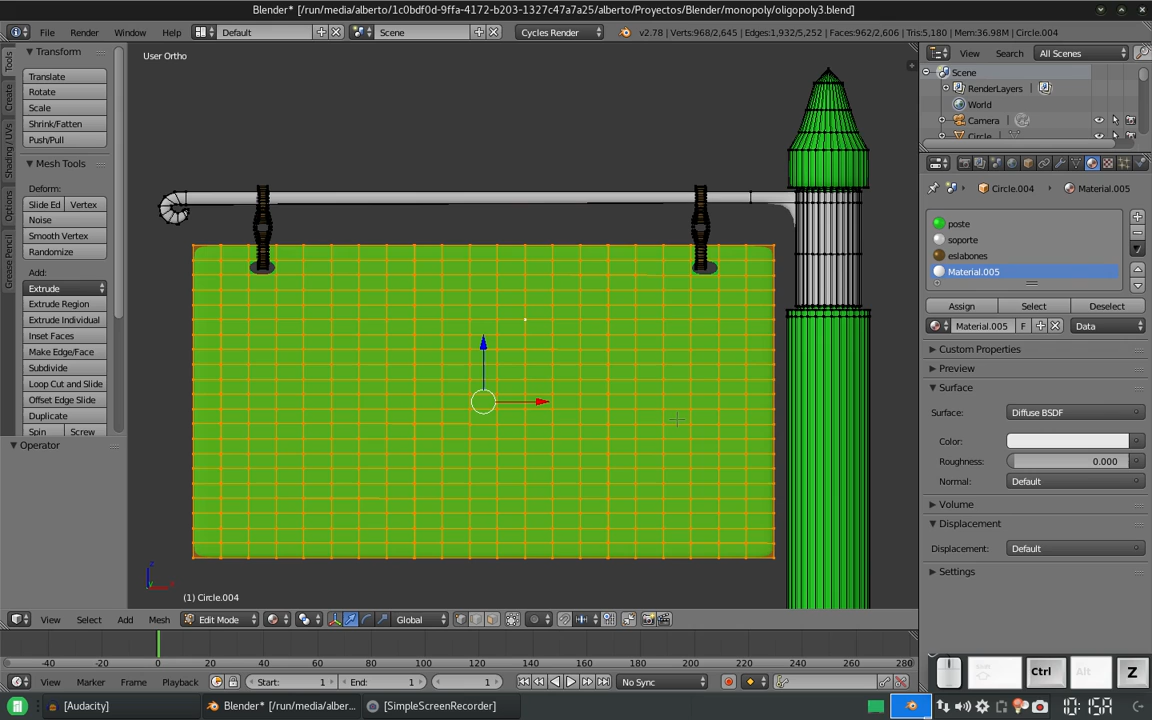 Blender* [/run/media/alberto/1c0bdf0d-9ffa-4172-b203-1327c47a7a25/alberto/Proyectos/Blender/monopoly/oligopoly3.blend]
File Render Window Help Default Scene Cycles Render v2.78 | Verts:968/2,645 | Edges:1,932/5,252 | Faces:962/2,606 | Tris:5,180 | Mem:36.98M | Circle.004
Tools
Create
Shading / UVs
Options
Grease Pencil
Transform
Translate
Rotate
Scale
Shrink/Fatten
Push/Pull
Mesh Tools
Deform:
Slide Ed Vertex
Noise
Smooth Vertex
Randomize
Add:
Extrude
Extrude Region
Extrude Individual
Inset Faces
Make Edge/Face
Subdivide
Loop Cut and Slide
Offset Edge Slide
Duplicate
Spin Screw
Operator
User Ortho
(1) Circle.004
View Search All Scenes
Scene
RenderLayers
World
Camera
Circle
Circle.004 Material.005
poste
soporte
eslabones
Material.005
Assign Select Deselect
Material.005 F Data
Custom Properties
Preview
Surface
Surface: Diffuse BSDF
Color:
Roughness: 0.000
Normal: Default
Volume
Displacement
Displacement: Default
Settings
View Select Add Mesh Edit Mode Global
-40 -20 0 20 40 60 80 100 120 140 160 180 200 220 240 260 280
View Marker Frame Playback Start: 1 End: 1 1 No Sync
Ctrl Alt Z
[Audacity] Blender* [/run/media/alber... [SimpleScreenRecorder]